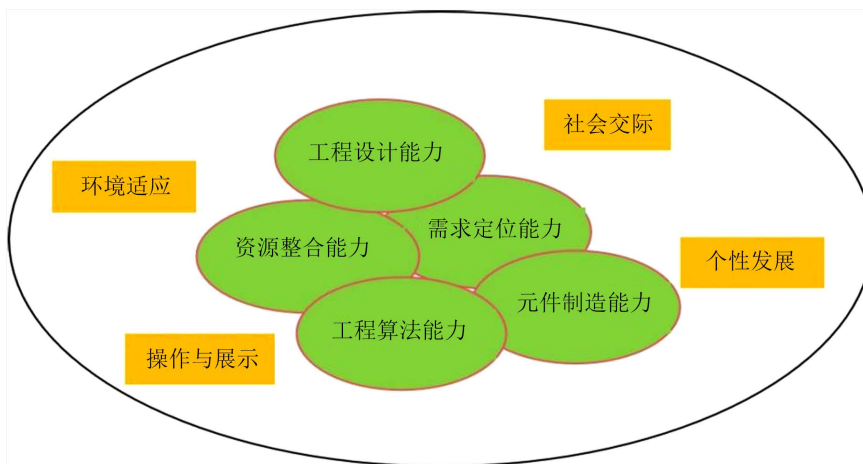 社会交际
工程设计能力
环境适应
需求定位能力
资源整合能力
个性发展
元件制造能力
工程算法能力
操作与展示